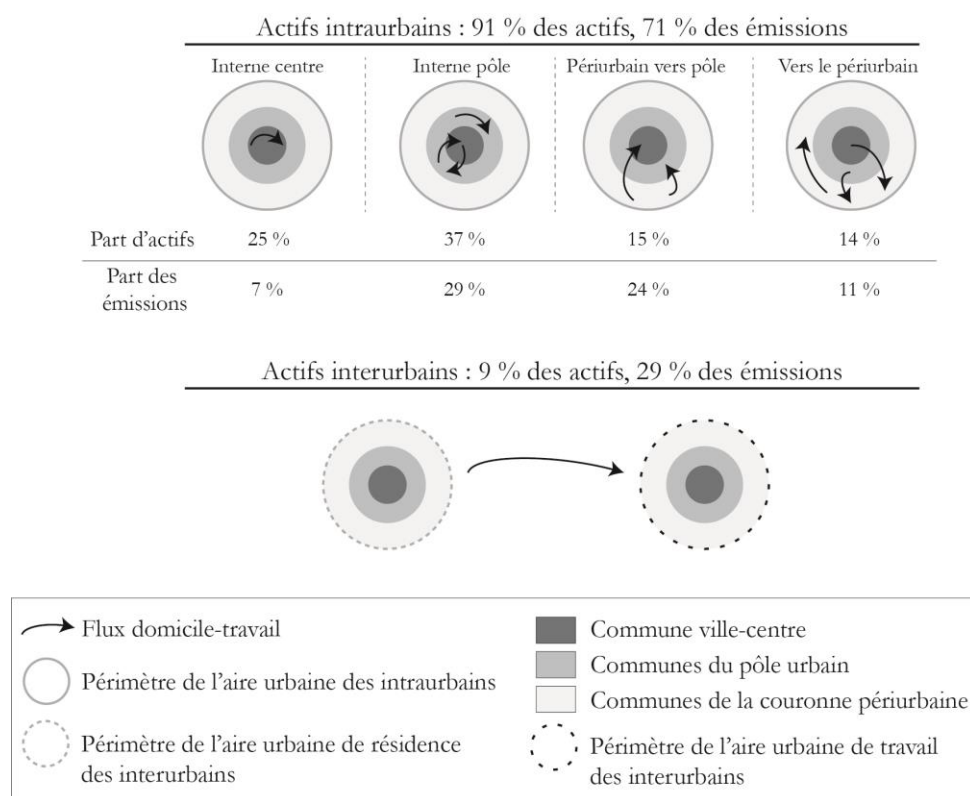 Actifs intraurbains : 91 % des actifs, 71 % des émissions
Interne centre
Interne pôle
Périurbain vers pôle
Vers le périurbain
Part d'actifs
25 %
37 %
15 %
14 %
Part des
émissions
7 %
29 %
24 %
11 %
Actifs interurbains : 9 % des actifs, 29 % des émissions
Flux domicile-travail
Périmètre de l'aire urbaine des intraurbains
Périmètre de l'aire urbaine de résidence
des interurbains
Commune ville-centre
Communes du pôle urbain
Communes de la couronne périurbaine
Périmètre de l'aire urbaine de travail
des interurbains